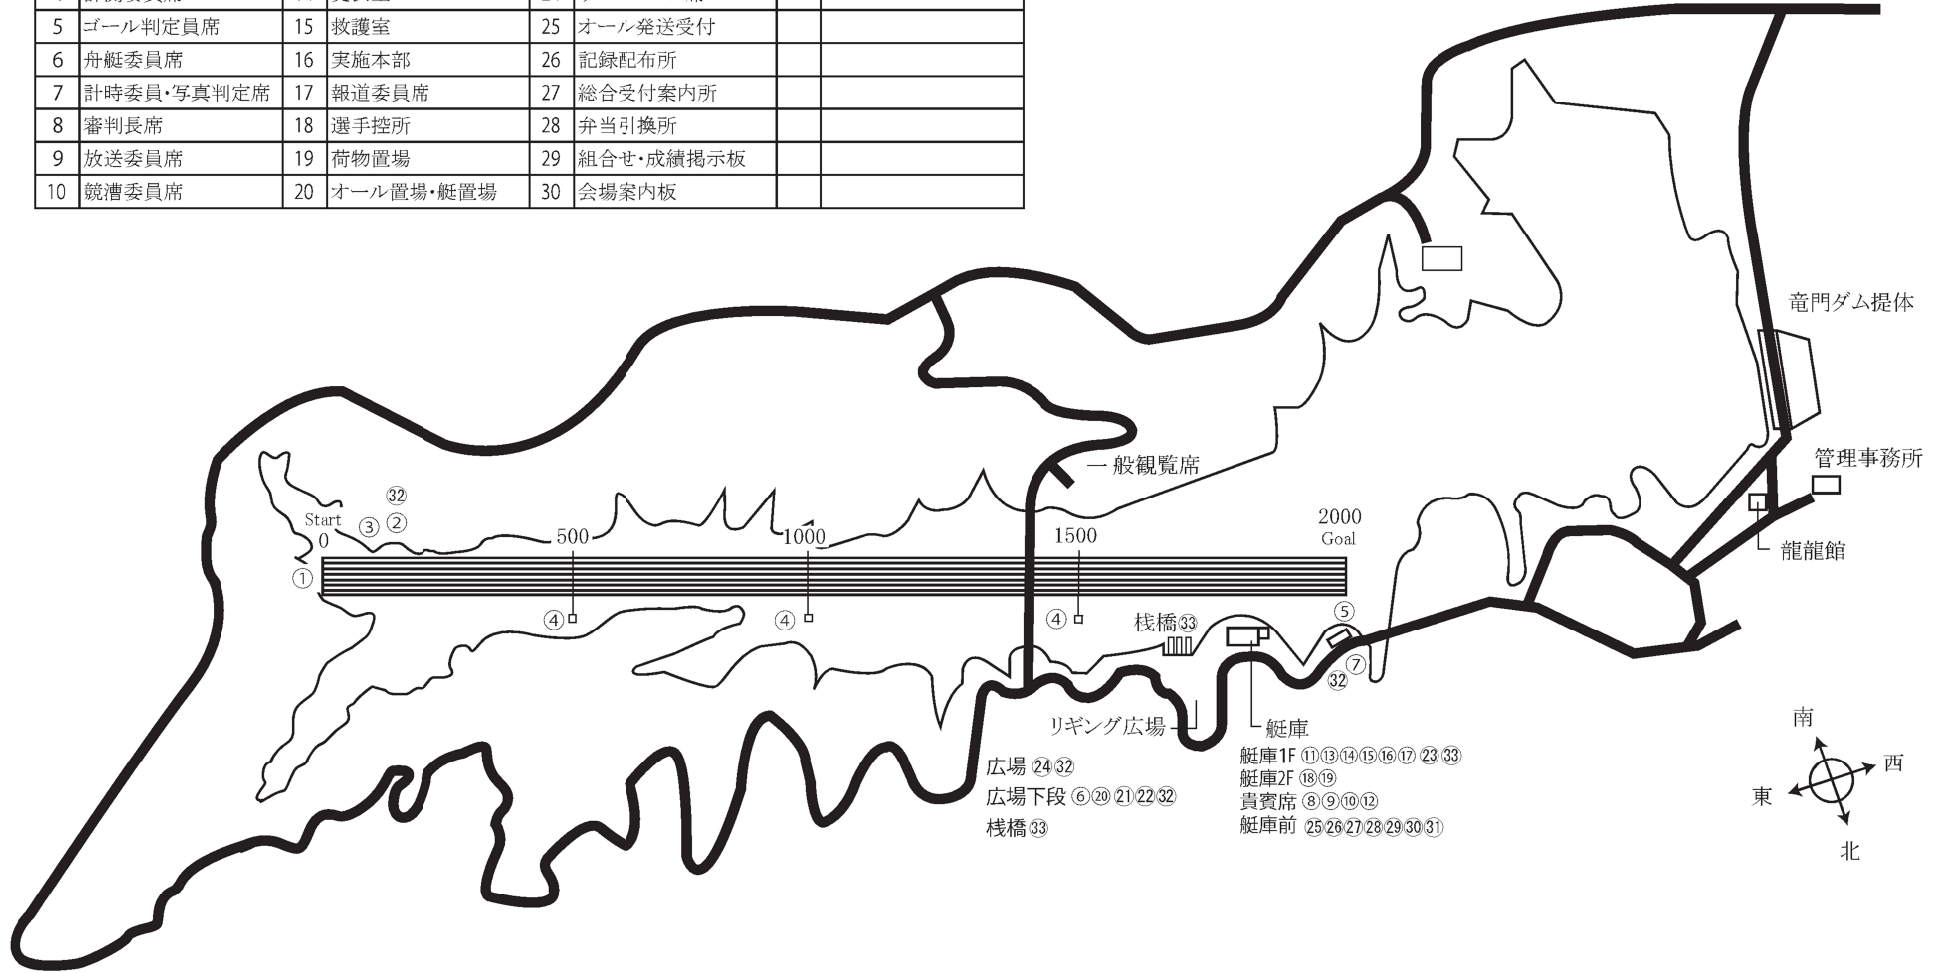 5 ゴール判定員席 15 救護室 25 オール発送受付
6 舟艇委員席 16 実施本部 26 記録配布所
7 計時委員・写真判定席 17 報道委員席 27 総合受付案内所
8 審判長席 18 選手控所 28 弁当引換所
9 放送委員席 19 荷物置場 29 組合せ・成績掲示板
10 競漕委員席 20 オール置場・艇置場 30 会場案内板
竜門ダム提体
管理事務所
龍龍館
一般観覧席
㉜
③ ②
Start
0
500
1000
1500
2000
Goal
①
④
④
④
⑤
桟橋㉝
⑦
㉜
リギング広場
艇庫
広場 ㉔㉜
広場下段 ⑥⑳㉑㉒㉜
桟橋 ㉝
艇庫1F ⑪⑬⑭⑮⑯⑰㉓㉝
艇庫2F ⑱⑲
貴賓席 ⑧⑨⑩⑫
艇庫前 ㉕㉖㉗㉘㉙㉚㉛
南
西
東
北